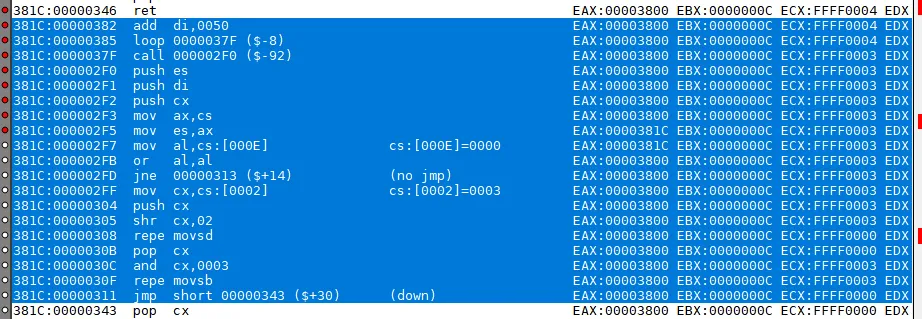 381C:00000346 ret EAX:00003800 EBX:0000000C ECX:FFFF0004 EDX
381C:00000382 add di,0050 EAX:00003800 EBX:0000000C ECX:FFFF0004 EDX
381C:00000385 loop 0000037F ($-8) EAX:00003800 EBX:0000000C ECX:FFFF0004 EDX
381C:0000037F call 000002F0 ($-92) EAX:00003800 EBX:0000000C ECX:FFFF0003 EDX
381C:000002F0 push es EAX:00003800 EBX:0000000C ECX:FFFF0003 EDX
381C:000002F1 push di EAX:00003800 EBX:0000000C ECX:FFFF0003 EDX
381C:000002F2 push cx EAX:00003800 EBX:0000000C ECX:FFFF0003 EDX
381C:000002F3 mov ax,cs EAX:00003800 EBX:0000000C ECX:FFFF0003 EDX
381C:000002F5 mov es,ax EAX:0000381C EBX:0000000C ECX:FFFF0003 EDX
381C:000002F7 mov al,cs:[000E] cs:[000E]=0000 EAX:0000381C EBX:0000000C ECX:FFFF0003 EDX
381C:000002FB or al,al EAX:00003800 EBX:0000000C ECX:FFFF0003 EDX
381C:000002FD jne 00000313 ($+14) (no jmp) EAX:00003800 EBX:0000000C ECX:FFFF0003 EDX
381C:000002FF mov cx,cs:[0002] cs:[0002]=0003 EAX:00003800 EBX:0000000C ECX:FFFF0003 EDX
381C:00000304 push cx EAX:00003800 EBX:0000000C ECX:FFFF0003 EDX
381C:00000305 shr cx,02 EAX:00003800 EBX:0000000C ECX:FFFF0003 EDX
381C:00000308 repe movsd EAX:00003800 EBX:0000000C ECX:FFFF0000 EDX
381C:0000030B pop cx EAX:00003800 EBX:0000000C ECX:FFFF0000 EDX
381C:0000030C and cx,0003 EAX:00003800 EBX:0000000C ECX:FFFF0003 EDX
381C:0000030F repe movsb EAX:00003800 EBX:0000000C ECX:FFFF0003 EDX
381C:00000311 jmp short 00000343 ($+30) (down) EAX:00003800 EBX:0000000C ECX:FFFF0000 EDX
381C:00000343 pop cx EAX:00003800 EBX:0000000C ECX:FFFF0000 EDX